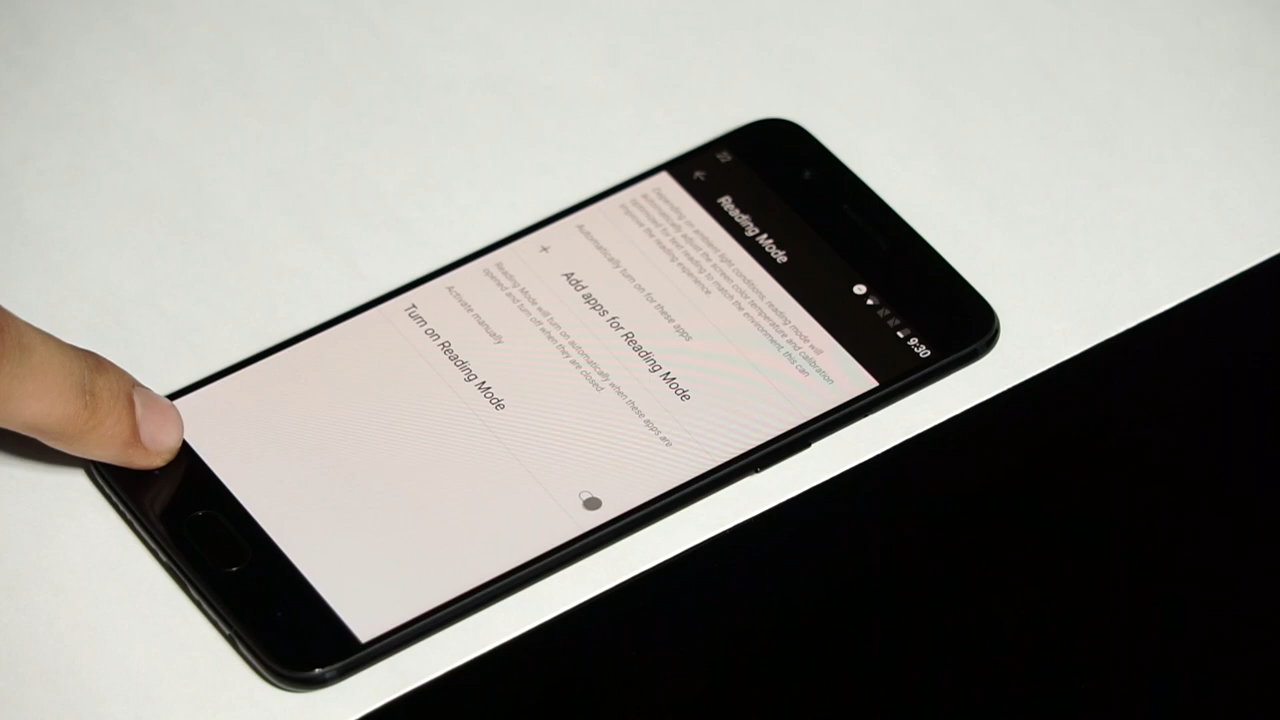 9:30
Reading Mode
Depending on ambient light conditions, reading mode will
automatically adjust the screen color temperature and calibration
optimized for text reading to match the environment, this can
improve the reading experience.
Automatically turn on for these apps
Add apps for Reading Mode
Reading Mode will turn on automatically when these apps are
opened and turn off when they are closed.
Activate manually
Turn on Reading Mode